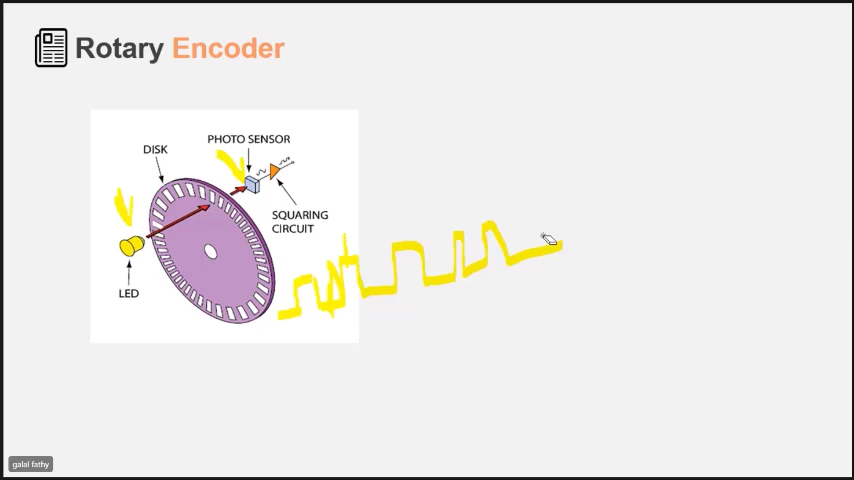 Rotary Encoder
PHOTO SENSOR
DISK
SQUARING
CIRCUIT
LED
galal fathy